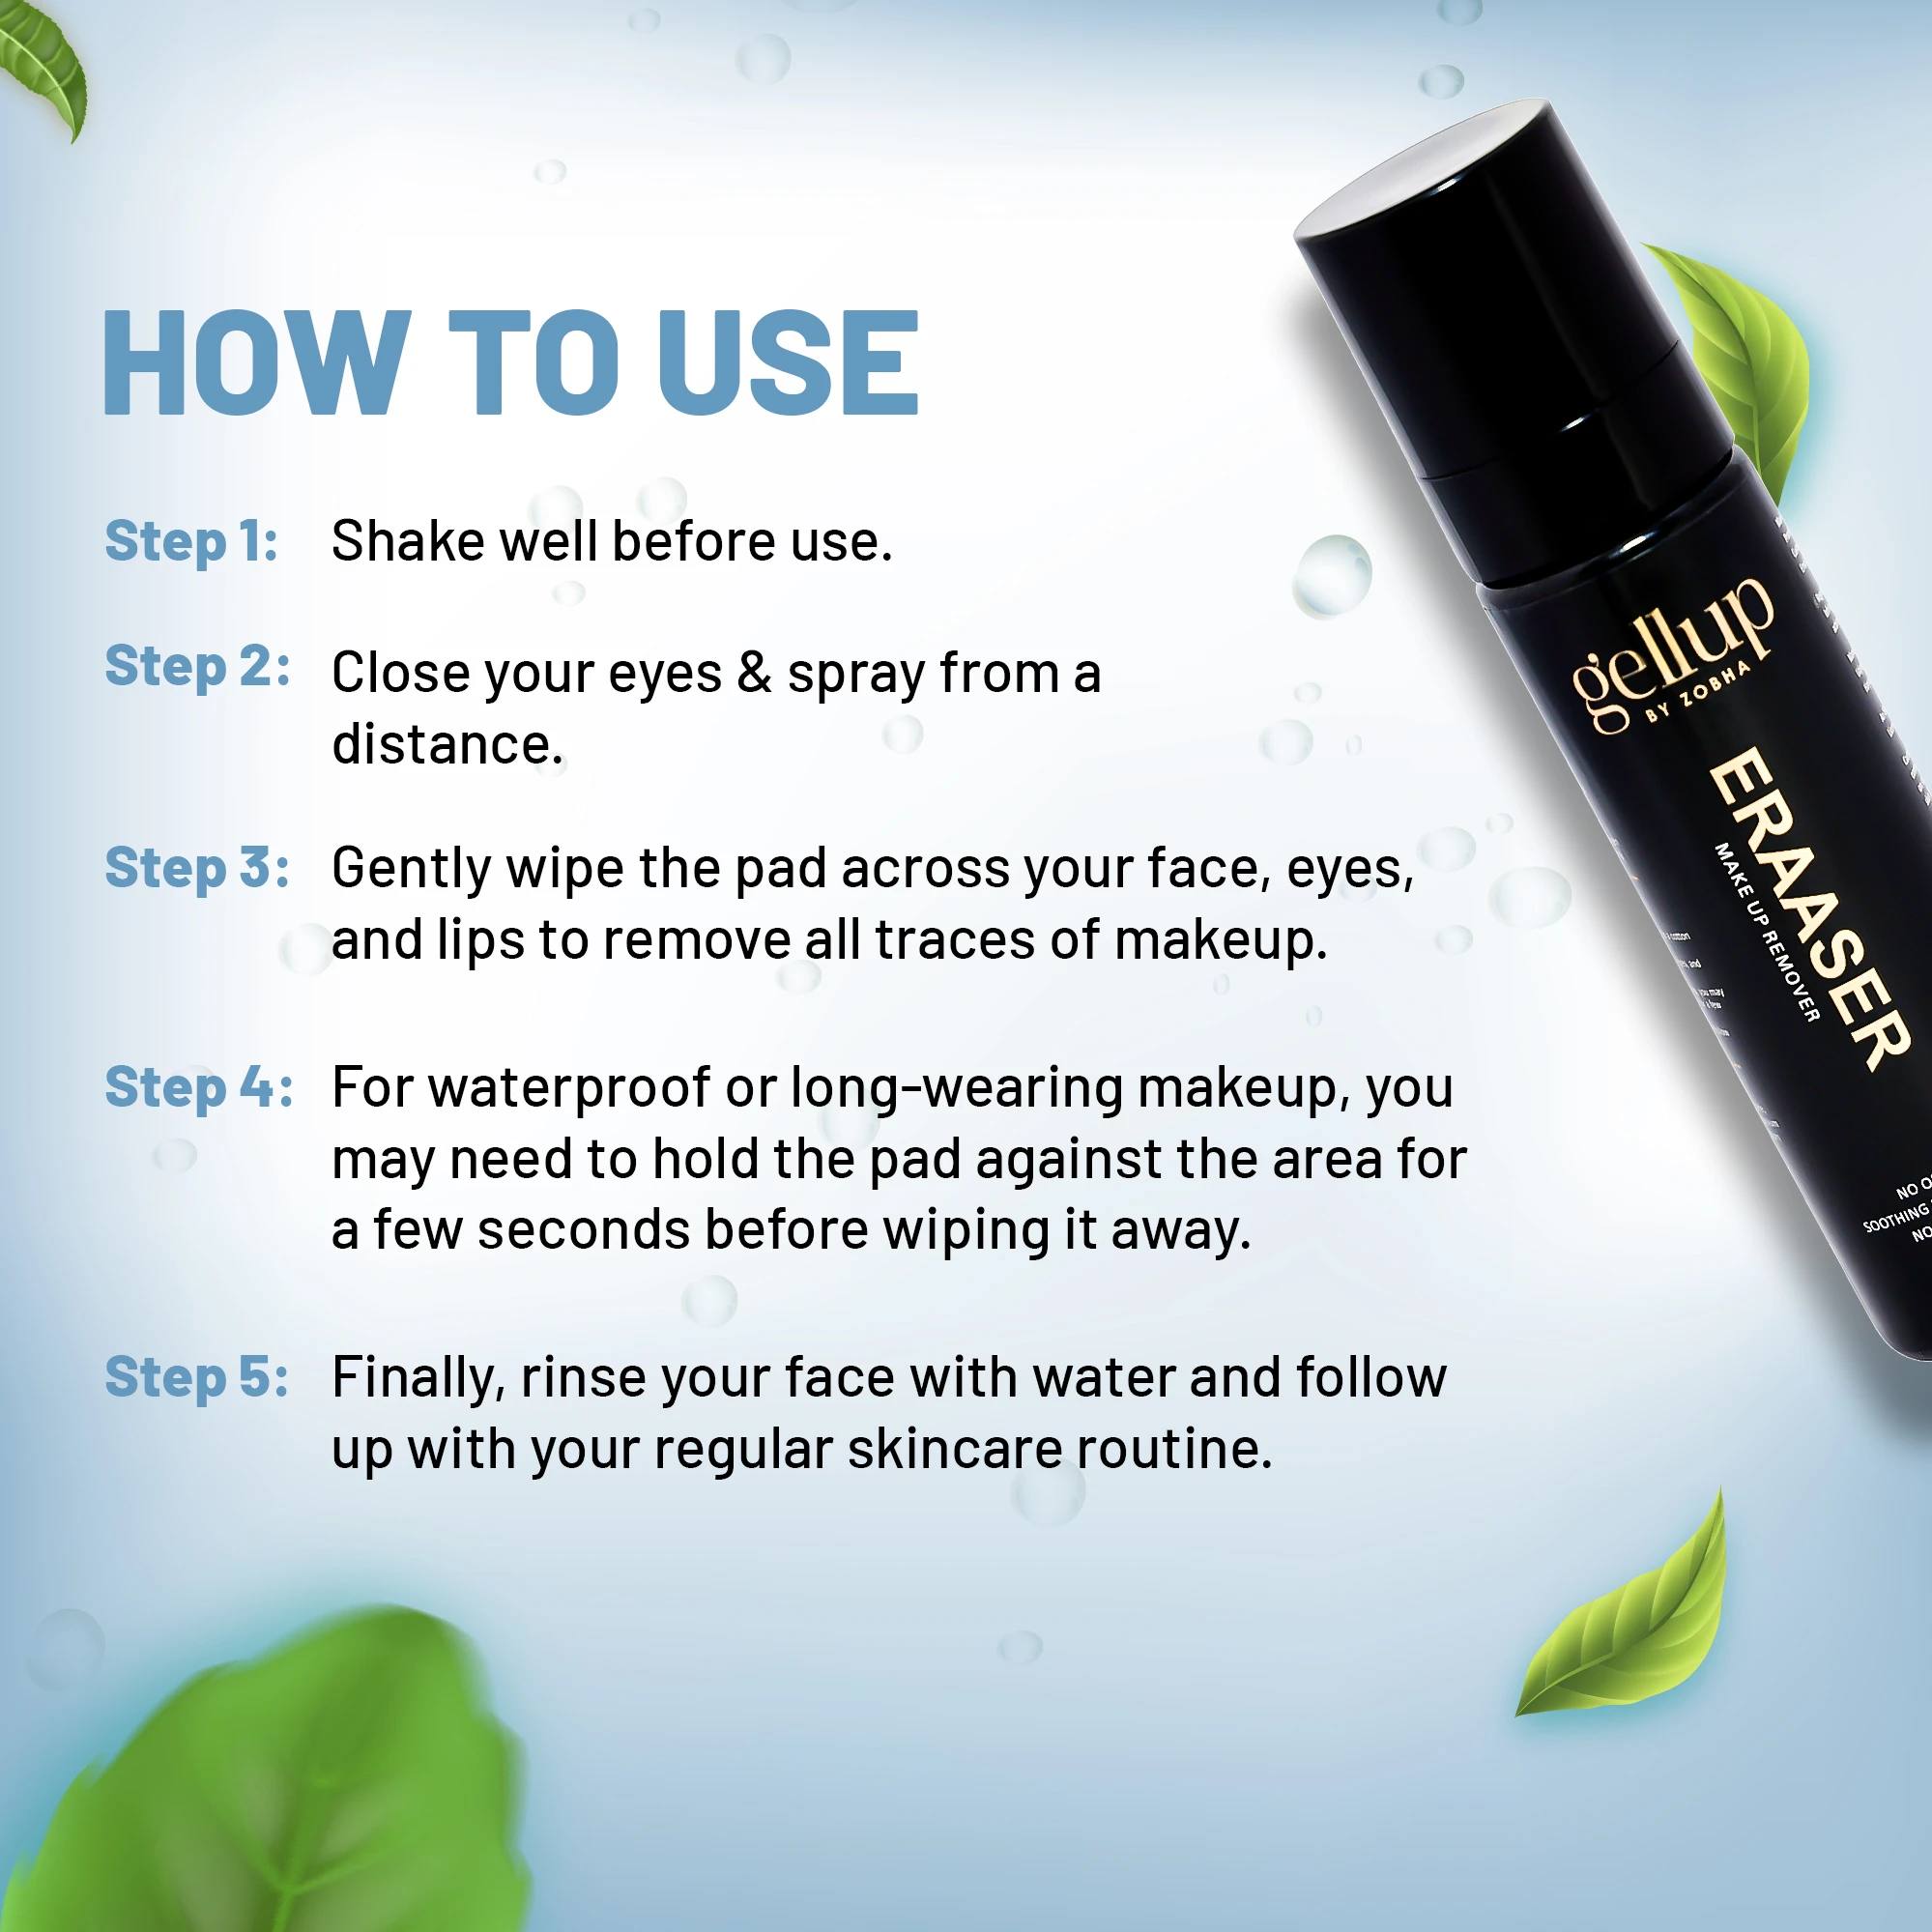 HOW TO USE
Step 1: Shake well before use.
Step 2: Close your eyes & spray from a
distance.
Step 3: Gently wipe the pad across your face, eyes,
and lips to remove all traces of makeup.
Step 4: For waterproof or long-wearing makeup, you
may need to hold the pad against the area for
a few seconds before wiping it away.
Step 5: Finally, rinse your face with water and follow
up with your regular skincare routine.
gellup
BY ZOBHA
ERAASER
MAKE UP REMOVER
NO
SOOTHING
NO